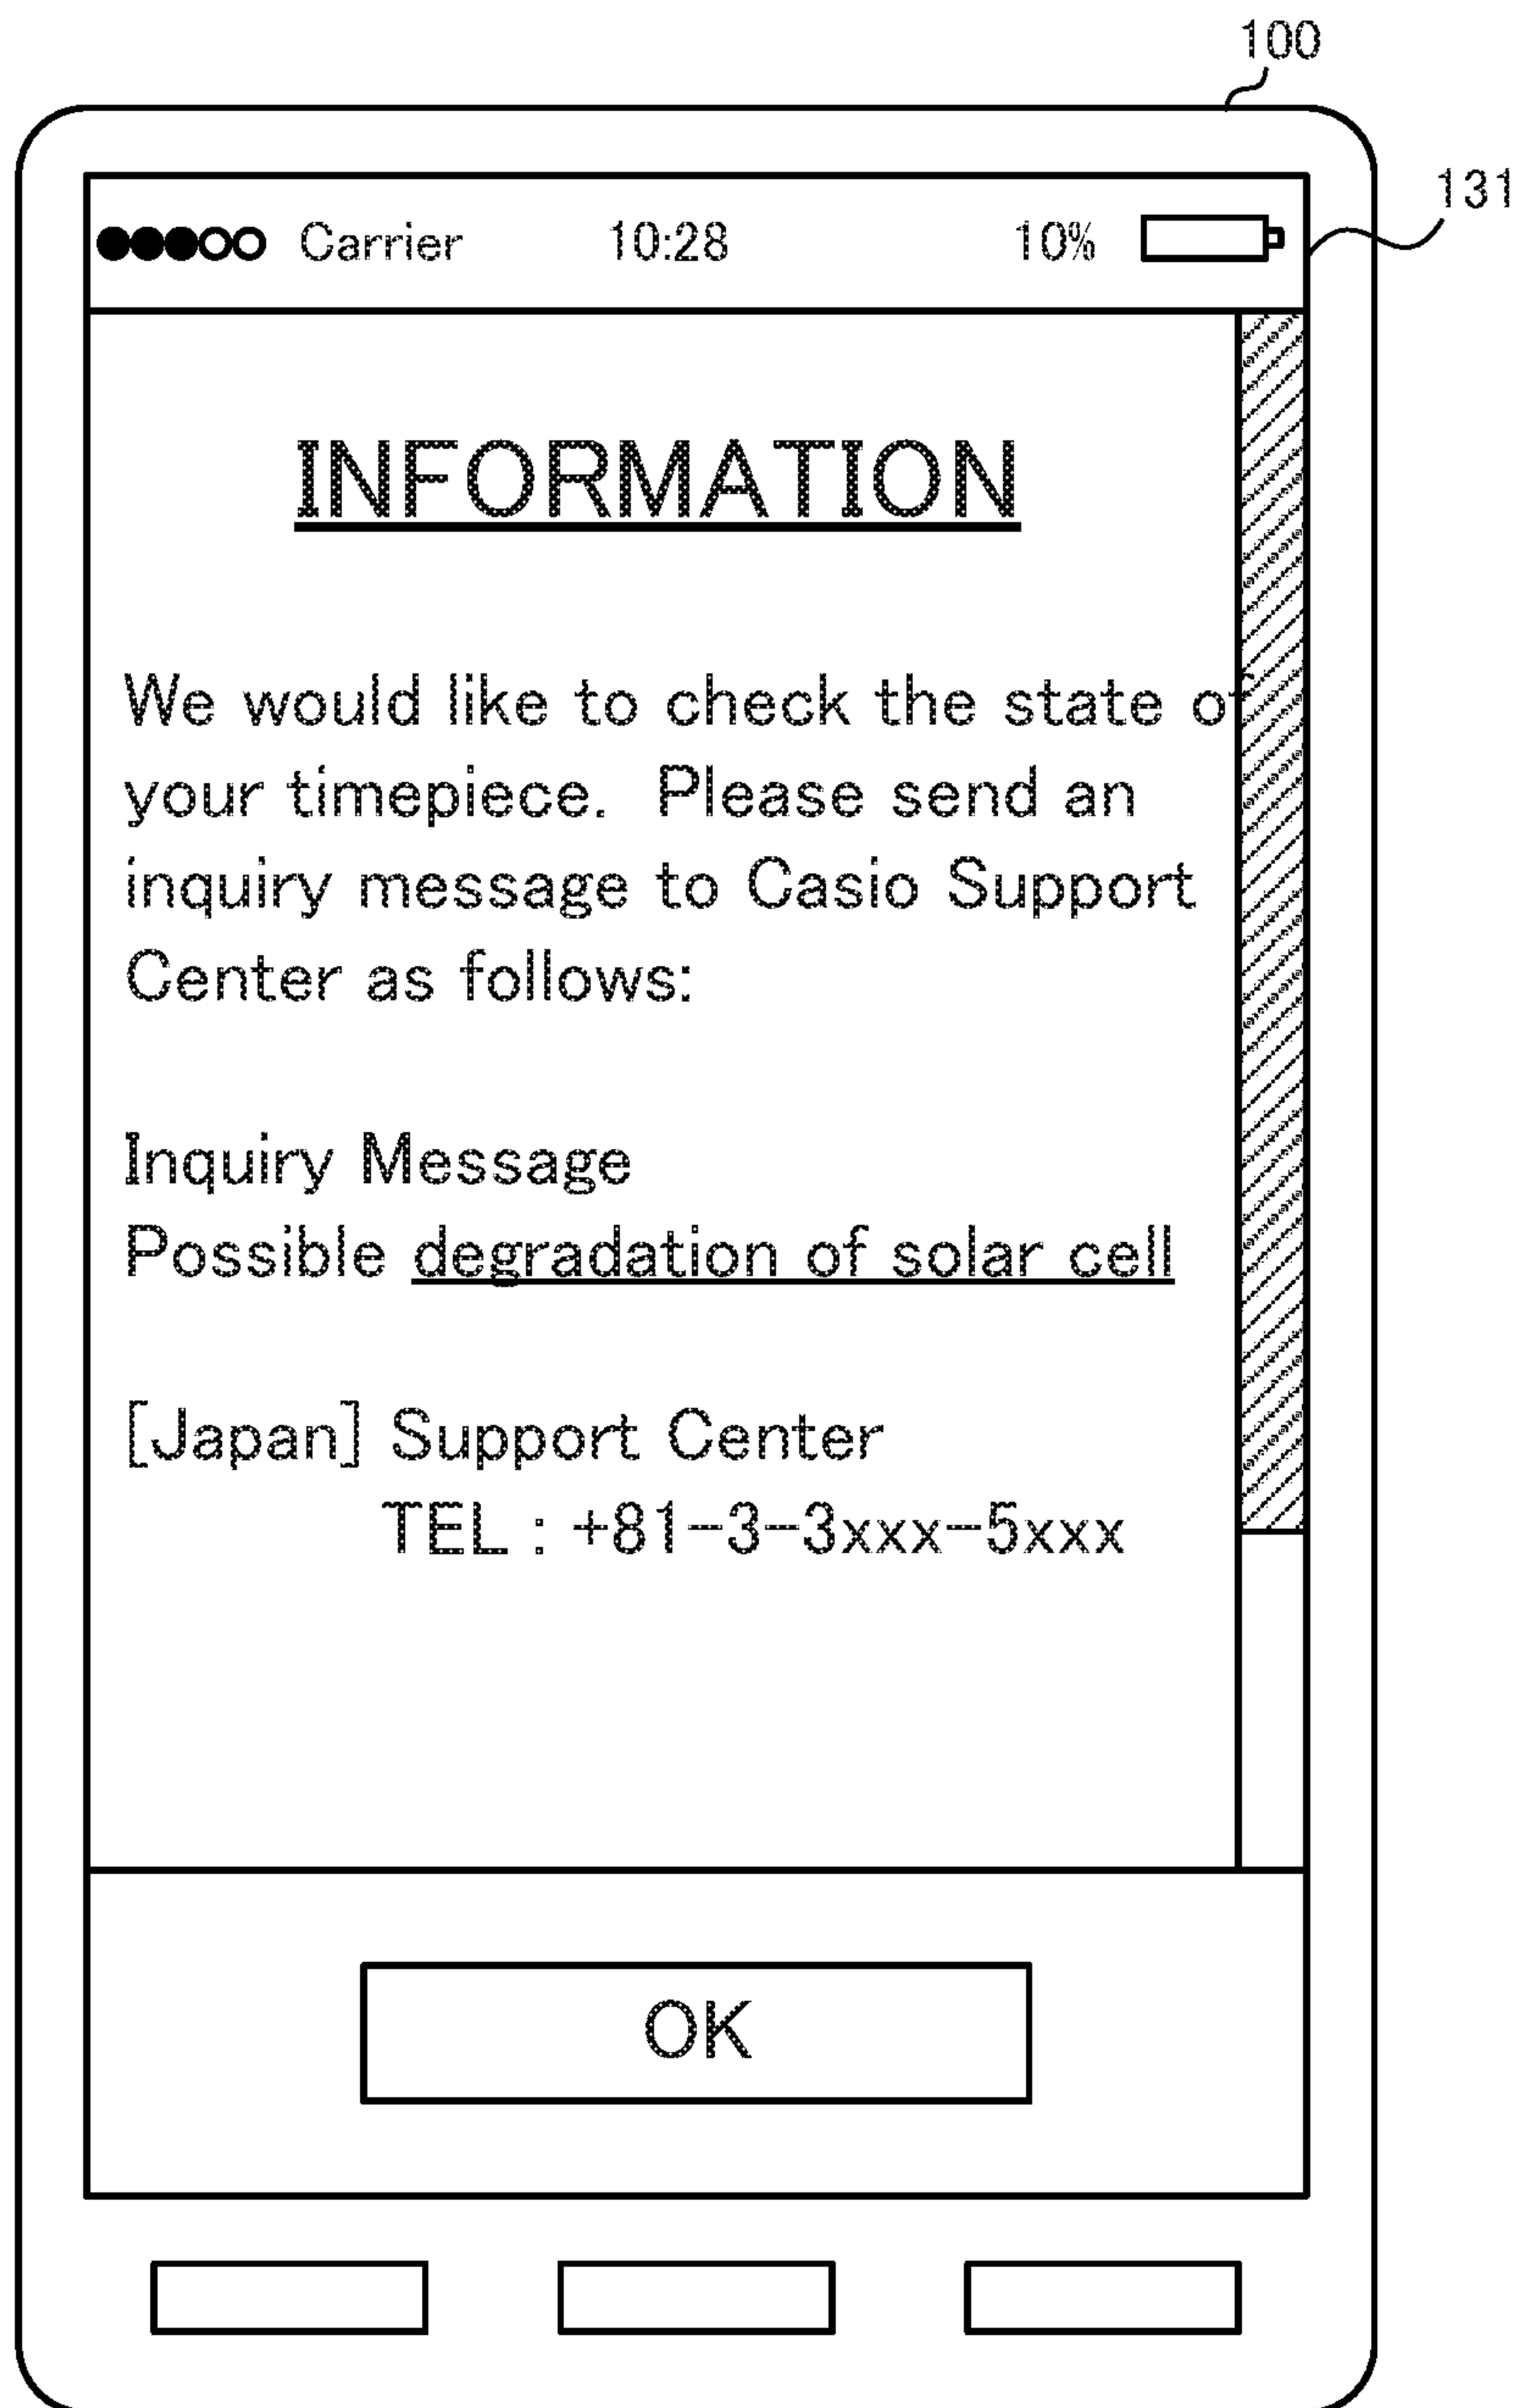 100
131
Carrier 10:28 10%
INFORMATION
We would like to check the state of
your timepiece. Please send an
inquiry message to Casio Support
Center as follows:
Inquiry Message
Possible degradation of solar cell
[Japan] Support Center
TEL : +81-3-3xxx-5xxx
OK